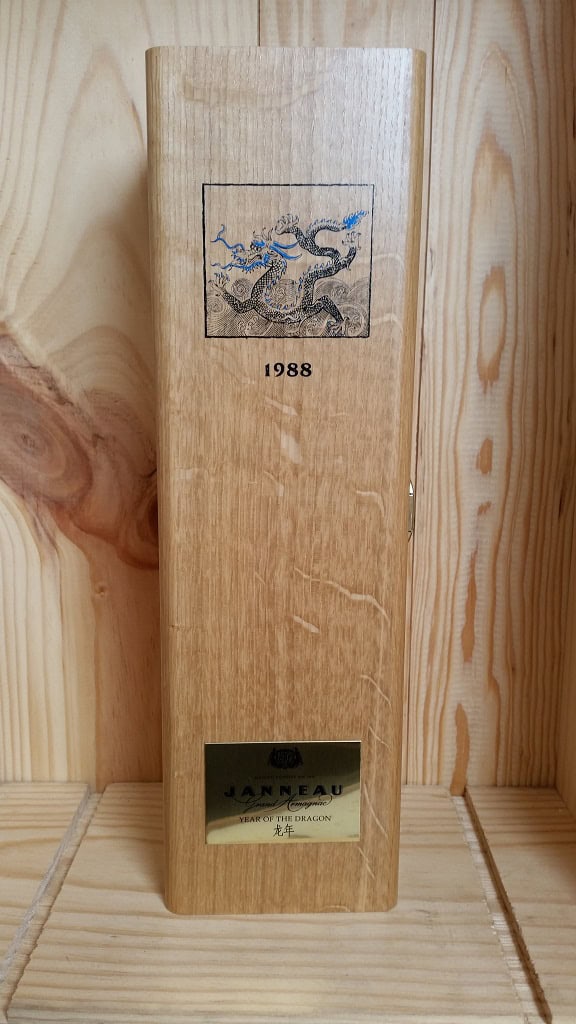 1988
JANNEAU
Grand Armagnac
YEAR OF THE DRAGON
龙年